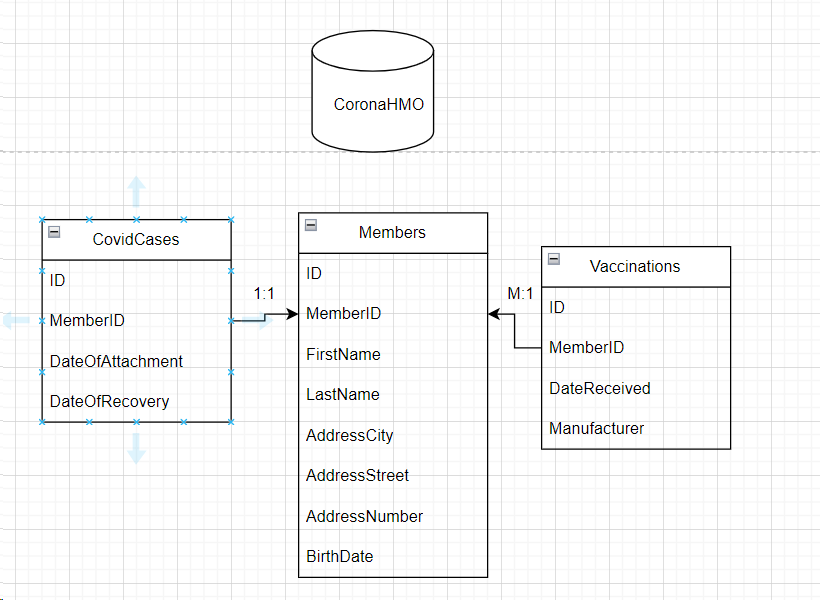 CoronaHMO
CovidCases
ID
MemberID
DateOfAttachment
DateOfRecovery
1:1
Members
ID
MemberID
FirstName
LastName
AddressCity
AddressStreet
AddressNumber
BirthDate
M:1
Vaccinations
ID
MemberID
DateReceived
Manufacturer